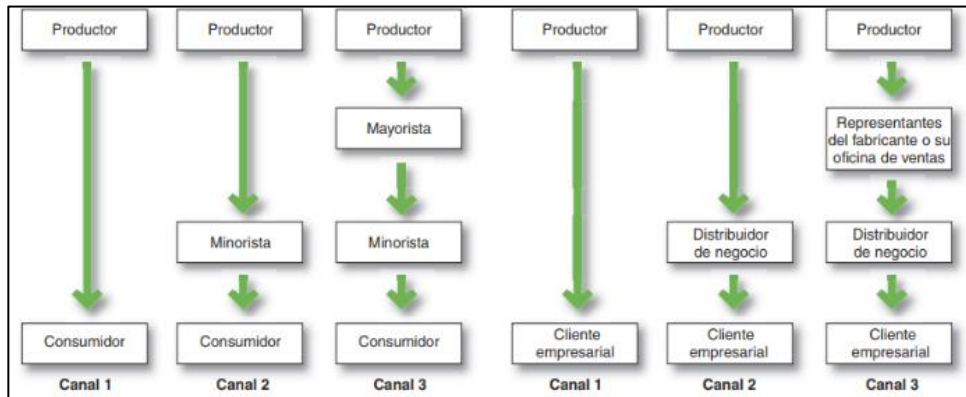 Productor
Productor
Productor
Productor
Productor
Productor
Mayorista
Representantes
del fabricante o su
oficina de ventas
Minorista
Minorista
Distribuidor
de negocio
Distribuidor
de negocio
Consumidor
Consumidor
Consumidor
Cliente
empresarial
Cliente
empresarial
Cliente
empresarial
Canal 1
Canal 2
Canal 3
Canal 1
Canal 2
Canal 3